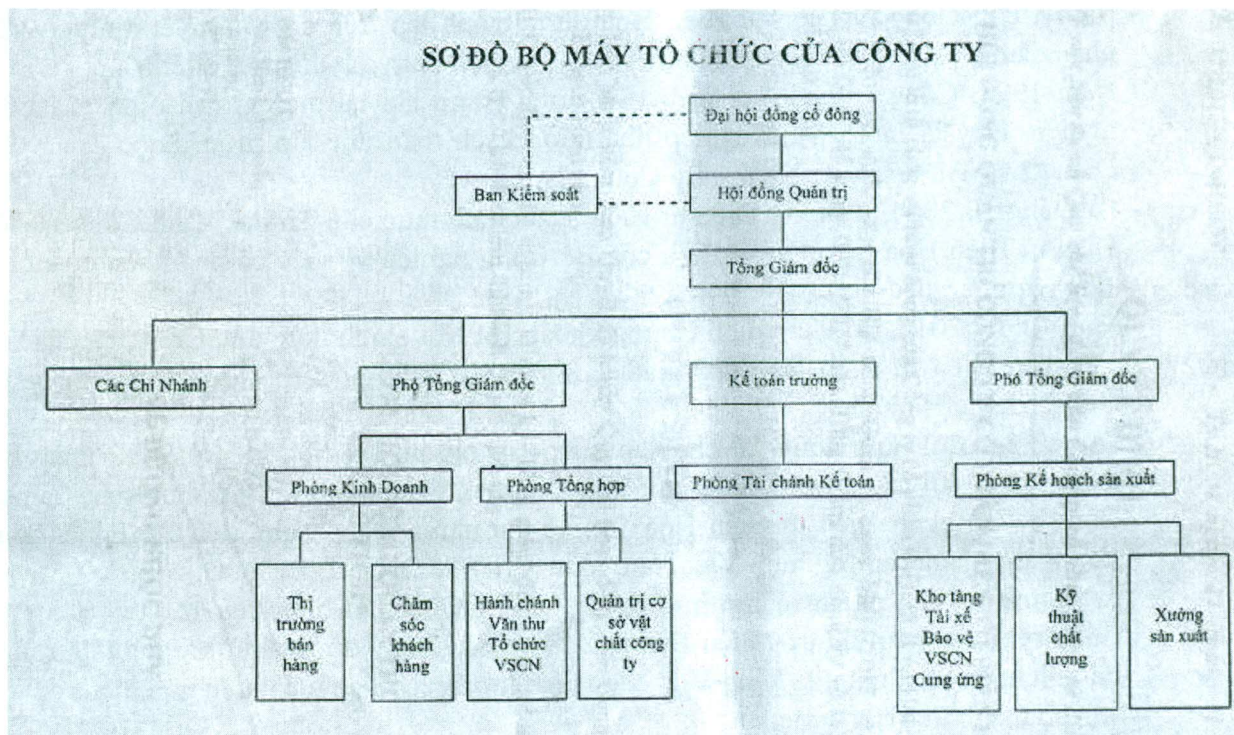 SƠ ĐỒ BỘ MÁY TỔ CHỨC CỦA CÔNG TY
Đại hội đồng cổ đông
Ban Kiểm soát
Hội đồng Quản trị
Tổng Giám đốc
Các Chi Nhánh
Phó Tổng Giám đốc
Kế toán trưởng
Phó Tổng Giám đốc
Phòng Kinh Doanh
Phòng Tổng hợp
Phòng Tài chánh Kế toán
Phòng Kế hoạch sản xuất
Thị
trường
bán
hàng
Chăm
sóc
khách
hàng
Hành chánh
Văn thư
Tổ chức
VSCN
Quản trị cơ
sở vật
chất công
ty
Kho tàng
Tài xế
Bảo vệ
VSCN
Cung ứng
Kỹ
thuật
chất
lượng
Xưởng
sản xuất